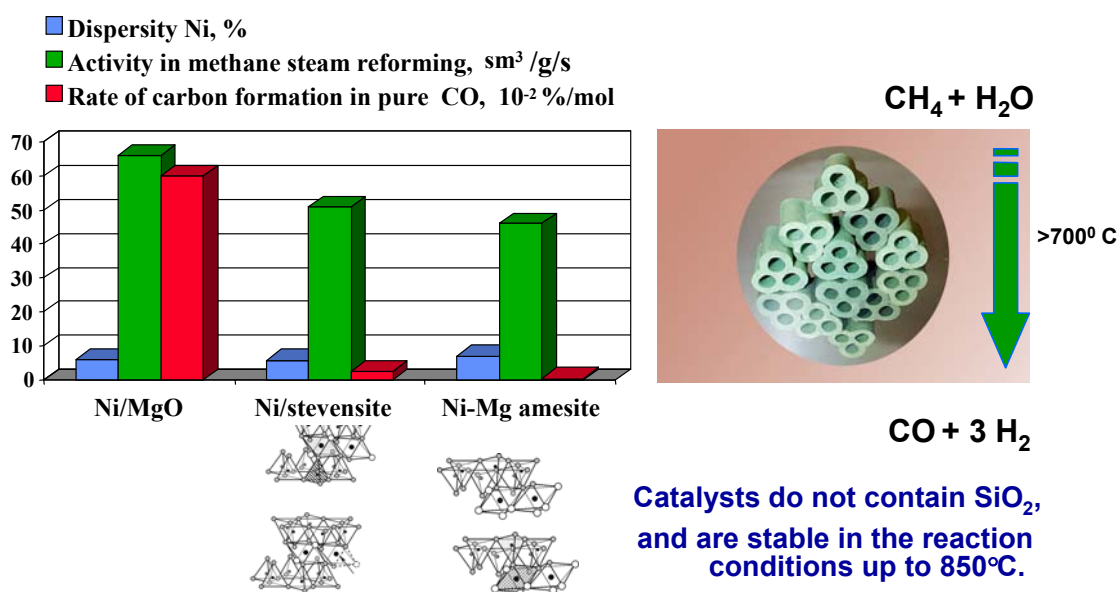 Dispersity Ni, %
Activity in methane steam reforming, sm³/g/s
Rate of carbon formation in pure CO, 10⁻² %/mol
70
60
50
40
30
20
10
0
Ni/MgO Ni/stevensite Ni-Mg amesite
CH₄ + H₂O
>700⁰ C
CO + 3 H₂
Catalysts do not contain SiO₂,
and are stable in the reaction
conditions up to 850°C.